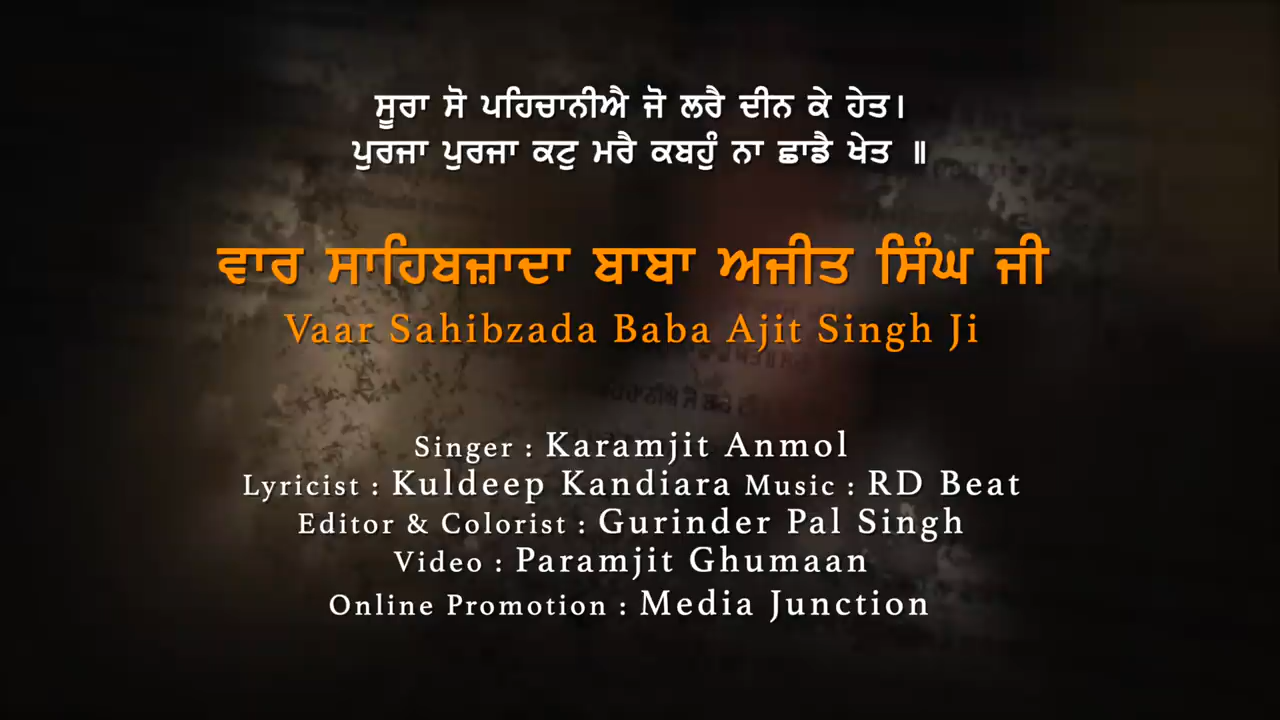 ਸੂਰਾ ਸੋ ਪਹਿਚਾਨੀਐ ਜੋ ਲਰੈ ਦੀਨ ਕੇ ਹੇਤ।
ਪੁਰਜਾ ਪੁਰਜਾ ਕਟੁ ਮਰੈ ਕਬਹੁੰ ਨਾ ਛਾਡੈ ਖੇਤ ॥
ਵਾਰ ਸਾਹਿਬਜ਼ਾਦਾ ਬਾਬਾ ਅਜੀਤ ਸਿੰਘ ਜੀ
Vaar Sahibzada Baba Ajit Singh Ji
Singer : Karamjit Anmol
Lyricist : Kuldeep Kandiara Music : RD Beat
Editor & Colorist : Gurinder Pal Singh
Video : Paramjit Ghumaan
Online Promotion : Media Junction